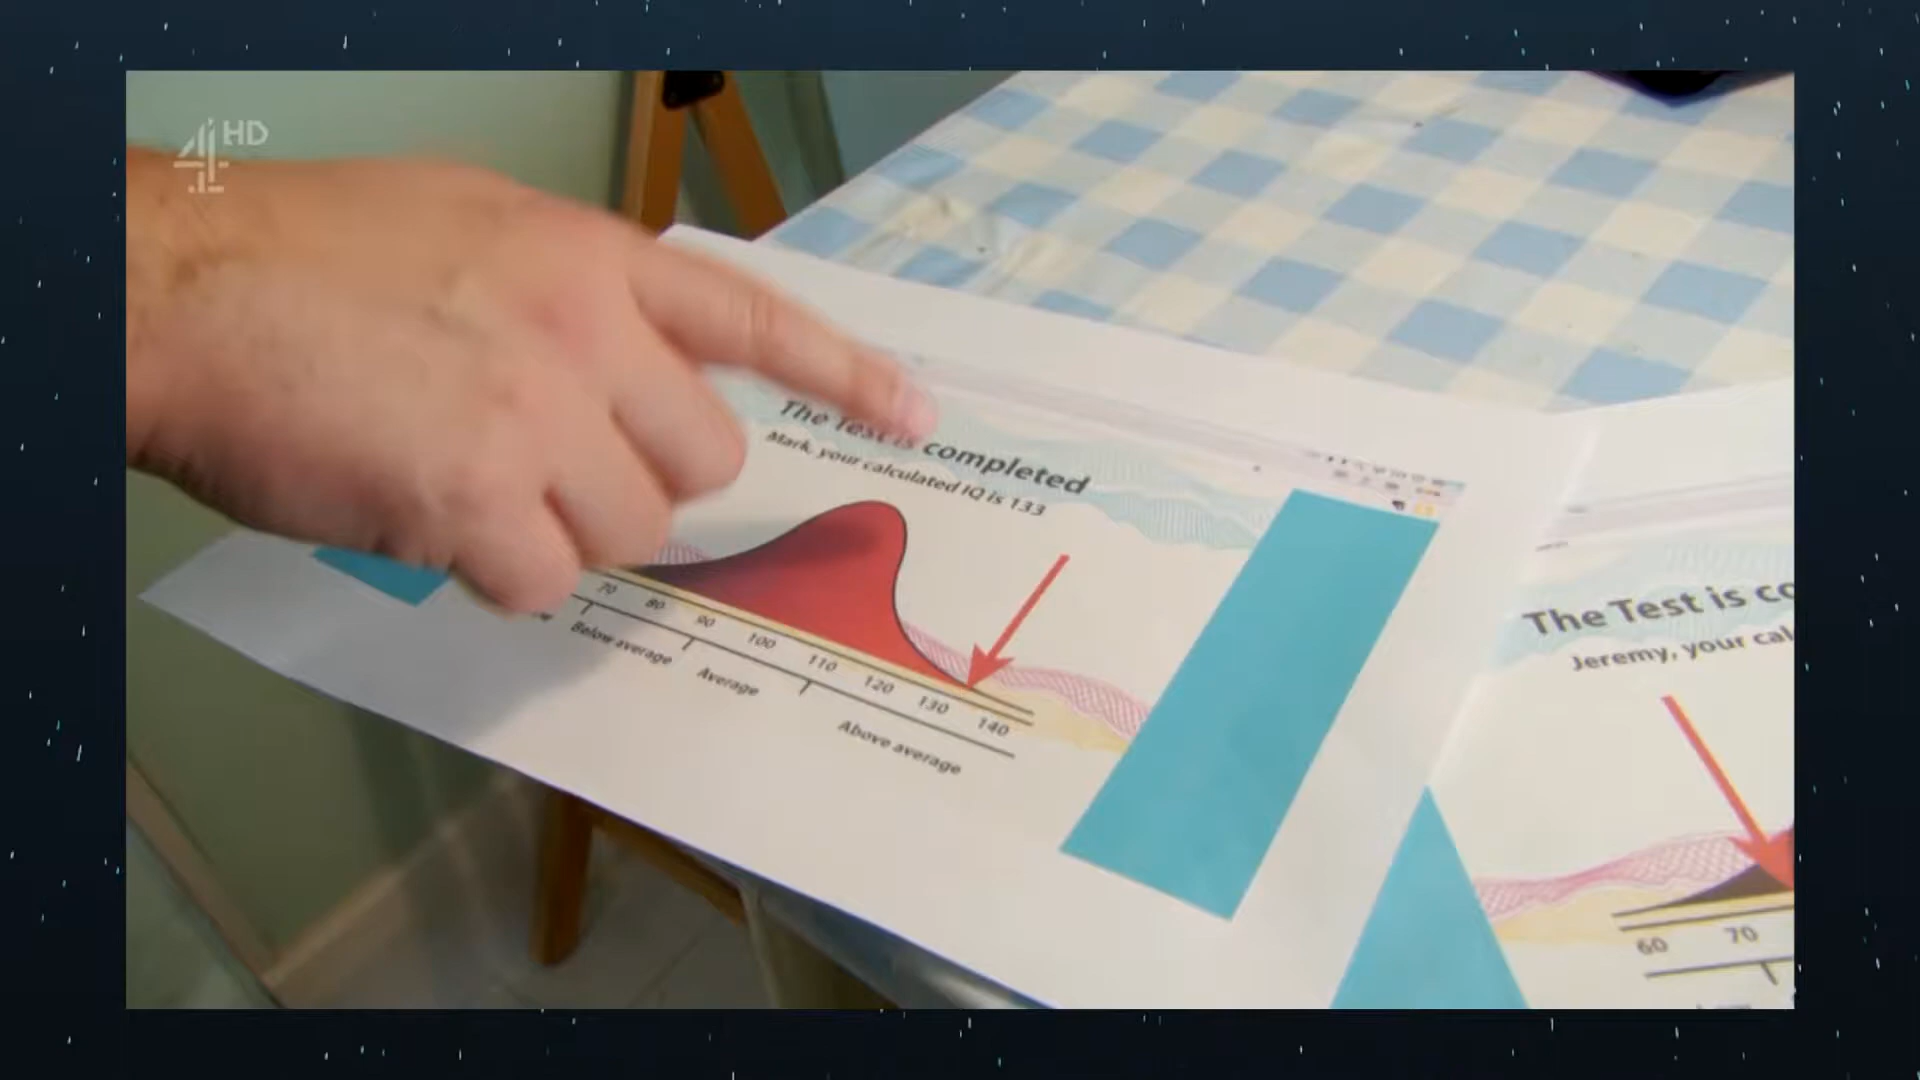 4HD
The Test is completed
Mark, your calculated IQ is 133
70 80 90 100 110 120 130 140
Below average Average Above average
The Test is co
Jeremy, your cal
60 70